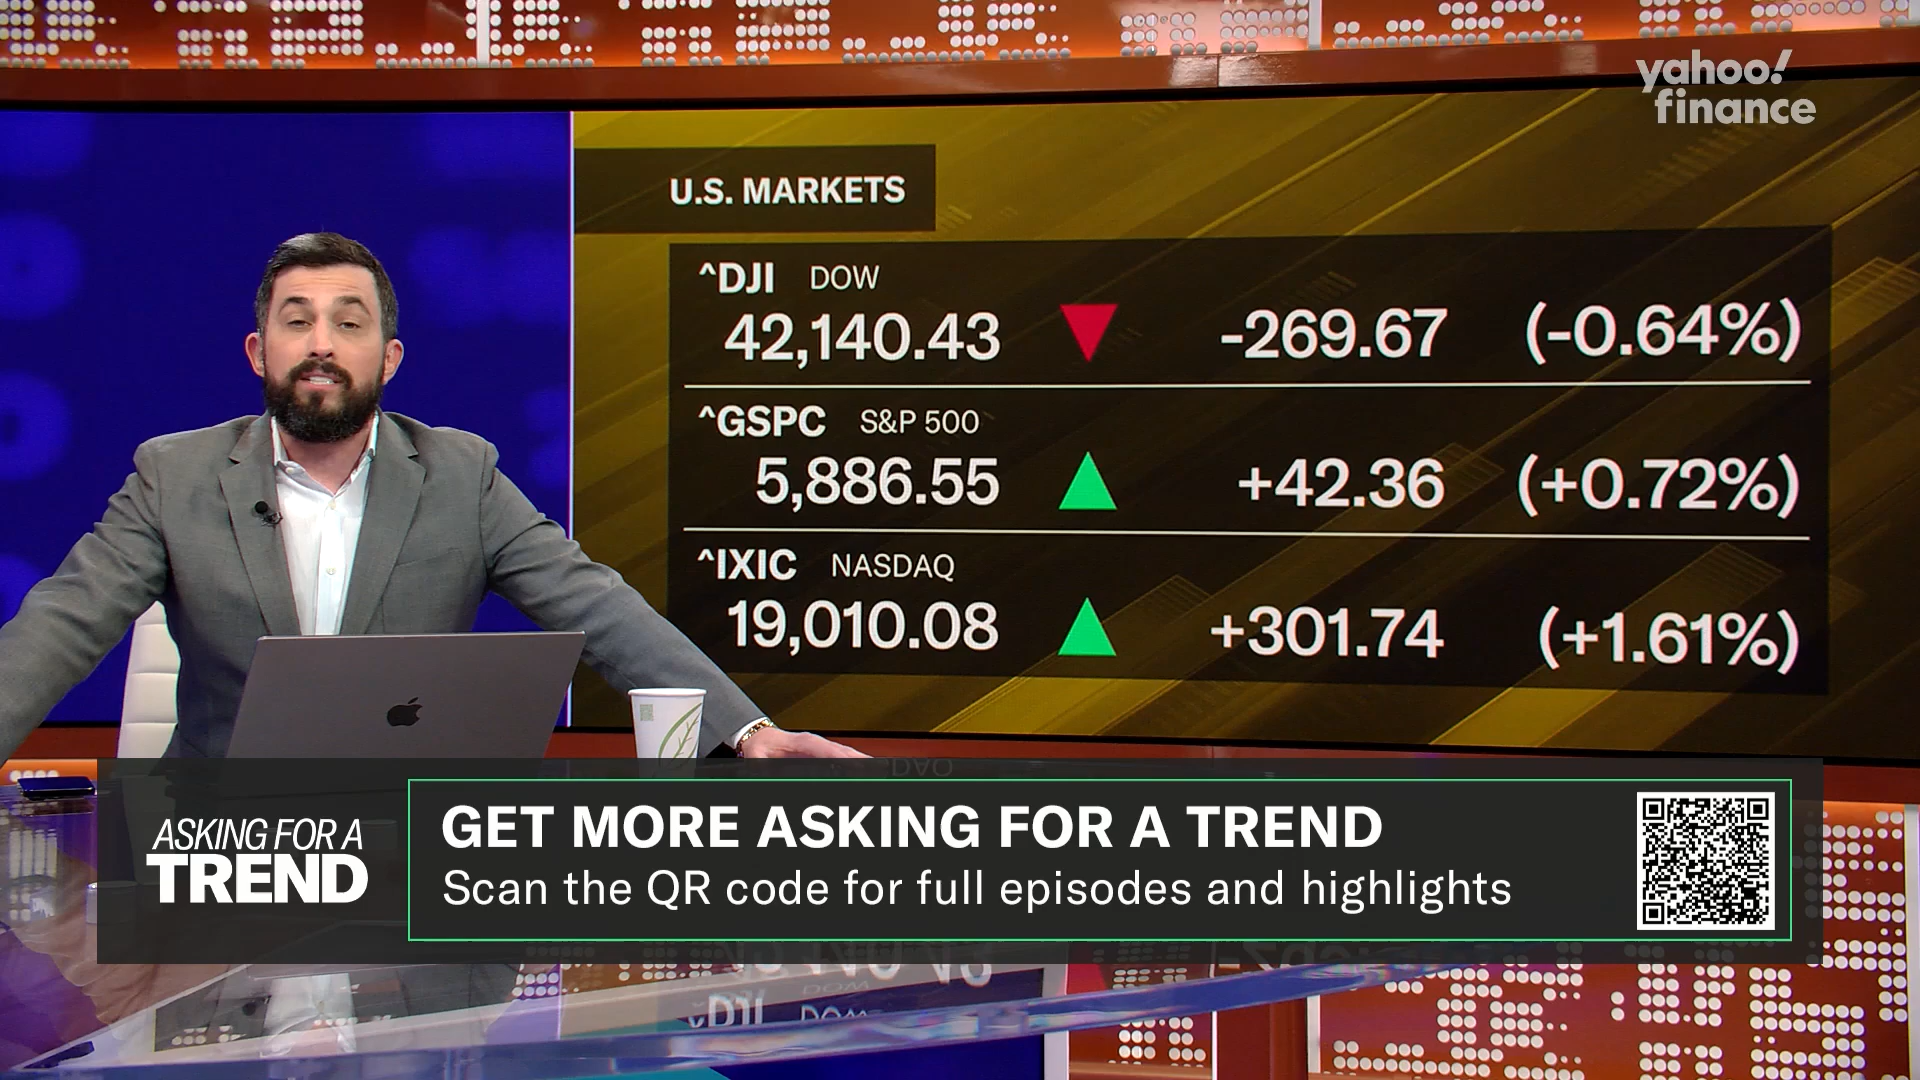 yahoo!
finance
U.S. MARKETS
^DJI DOW
42,140.43 -269.67 (-0.64%)
^GSPC S&P 500
5,886.55 +42.36 (+0.72%)
^IXIC NASDAQ
19,010.08 +301.74 (+1.61%)
ASKING FOR A
TREND
GET MORE ASKING FOR A TREND
Scan the QR code for full episodes and highlights